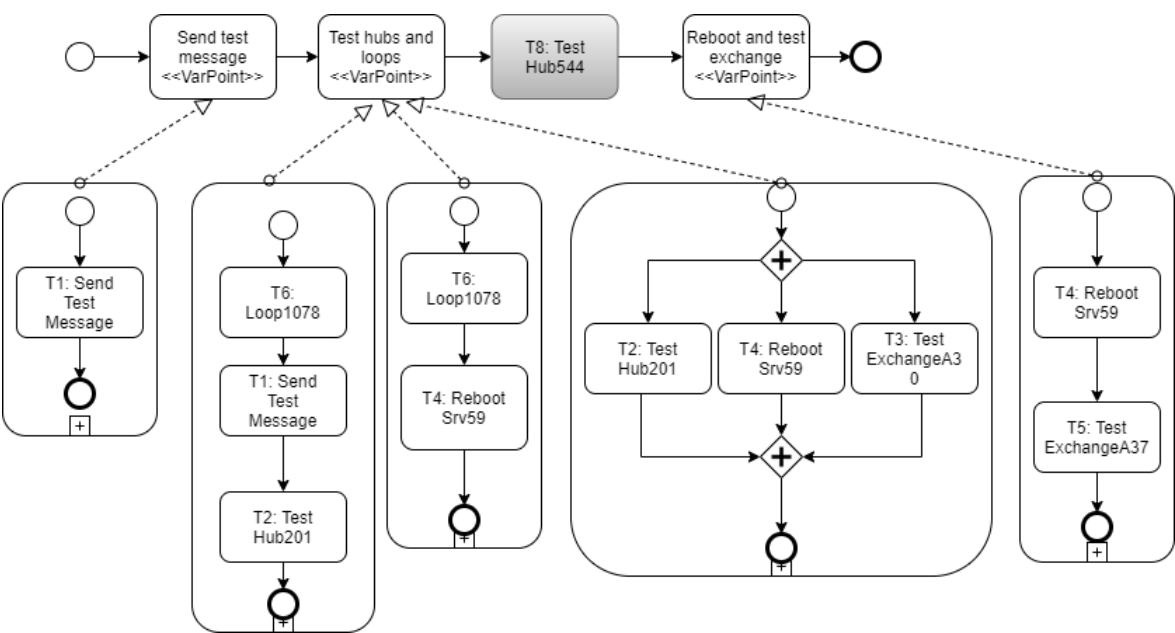 Send test
message
<<VarPoint>>
Test hubs and
loops
<<VarPoint>>
T8: Test
Hub544
Reboot and test
exchange
<<VarPoint>>
T1: Send
Test
Message
T6:
Loop1078
T1: Send
Test
Message
T2: Test
Hub201
T6:
Loop1078
T4: Reboot
Srv59
T2: Test
Hub201
T4: Reboot
Srv59
T3: Test
ExchangeA3
0
T4: Reboot
Srv59
T5: Test
ExchangeA37